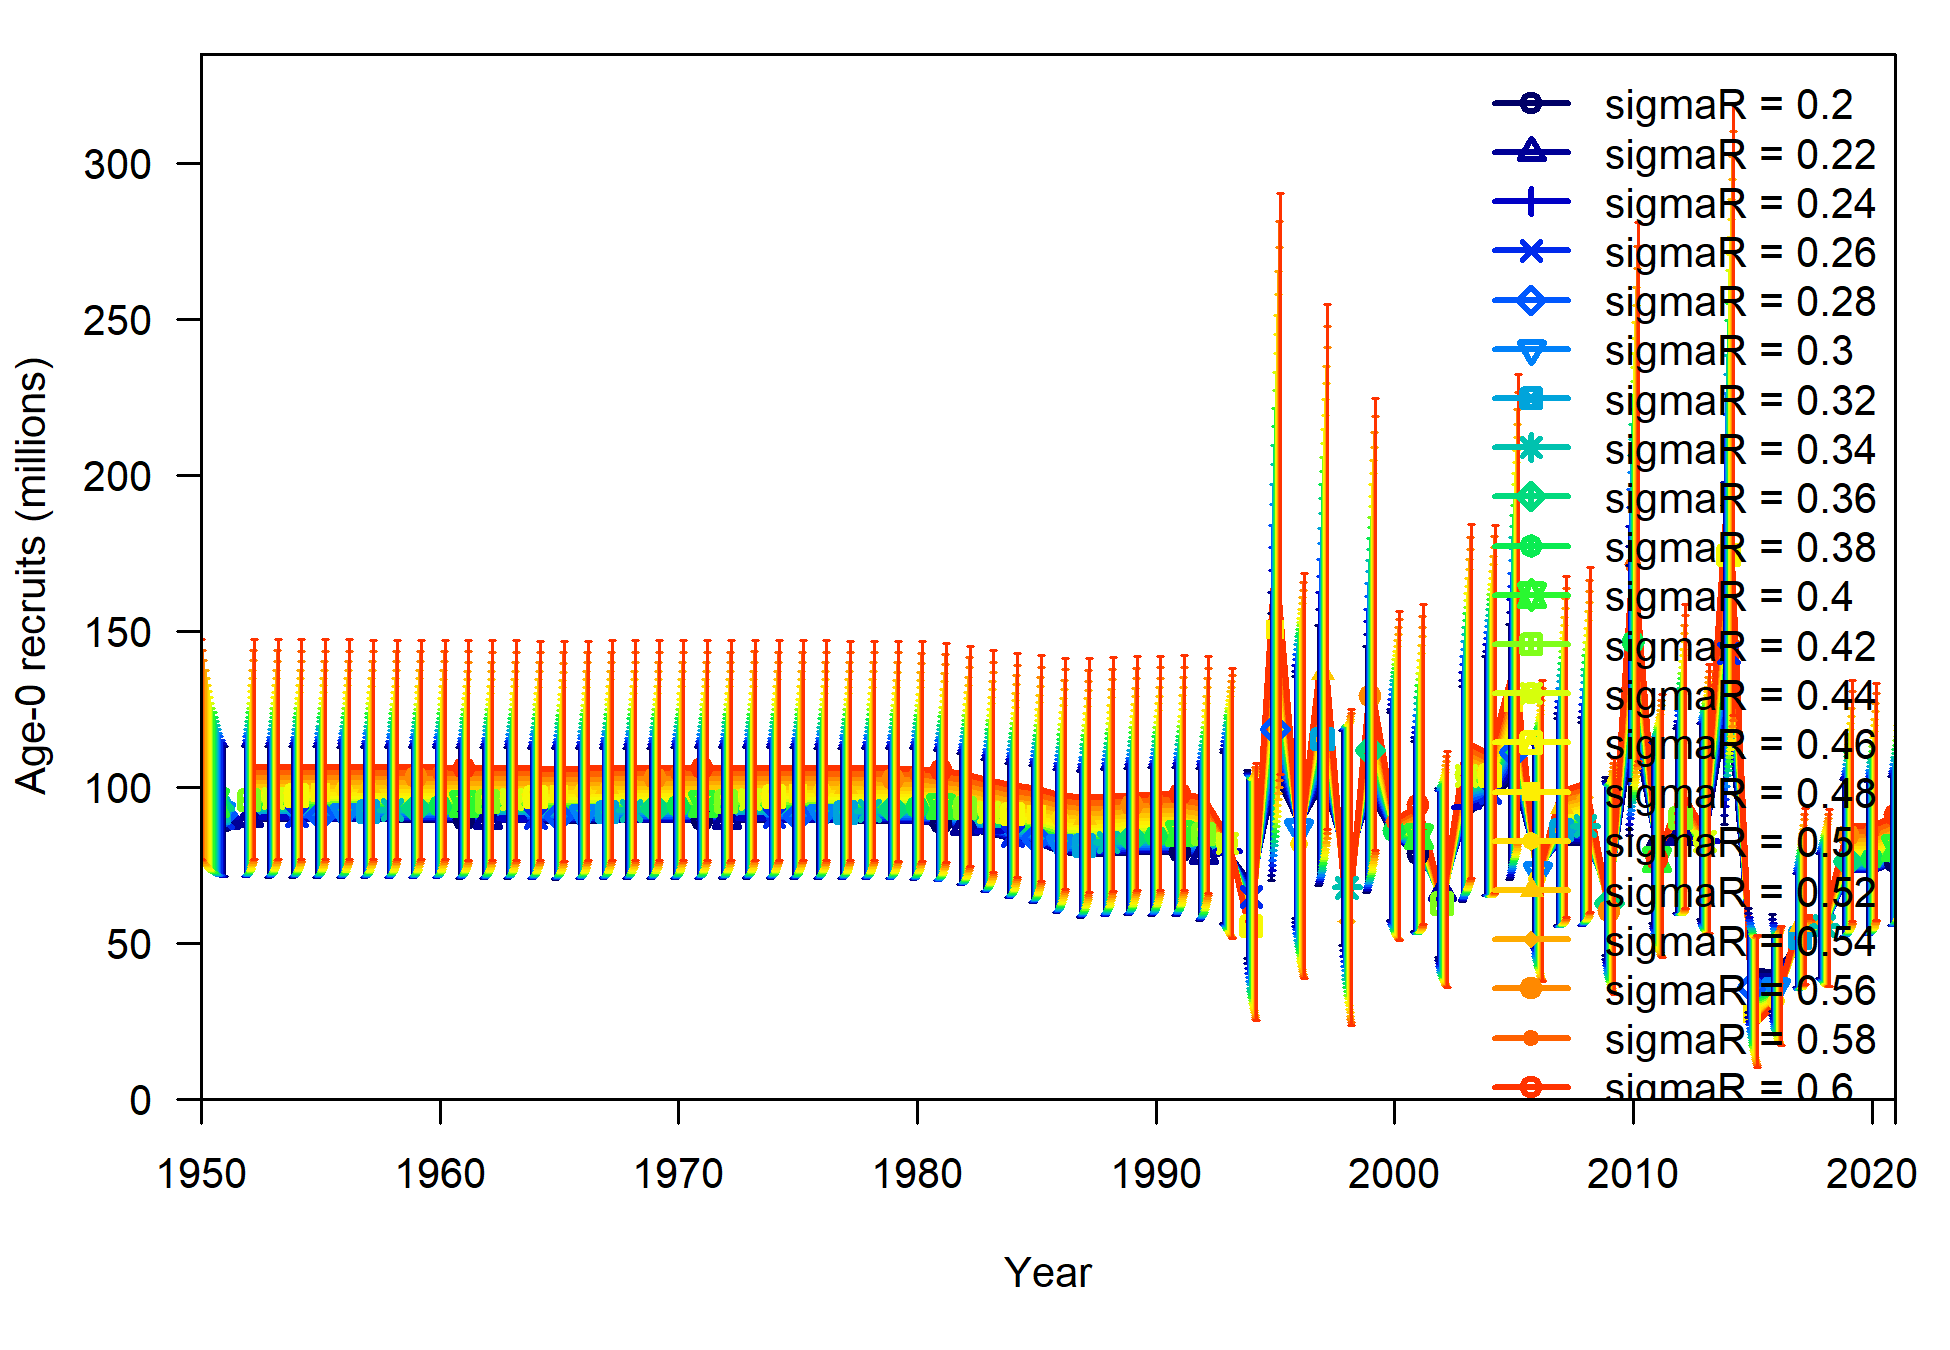 sigmaR = 0.2
sigmaR = 0.22
sigmaR = 0.24
sigmaR = 0.26
sigmaR = 0.28
sigmaR = 0.3
sigmaR = 0.32
sigmaR = 0.34
sigmaR = 0.36
sigmaR = 0.38
sigmaR = 0.4
sigmaR = 0.42
sigmaR = 0.44
sigmaR = 0.46
sigmaR = 0.48
sigmaR = 0.5
sigmaR = 0.52
sigmaR = 0.54
sigmaR = 0.56
sigmaR = 0.58
sigmaR = 0.6
300
250
200
150
100
50
0
Age-0 recruits (millions)
1950 1960 1970 1980 1990 2000 2010 2020
Year